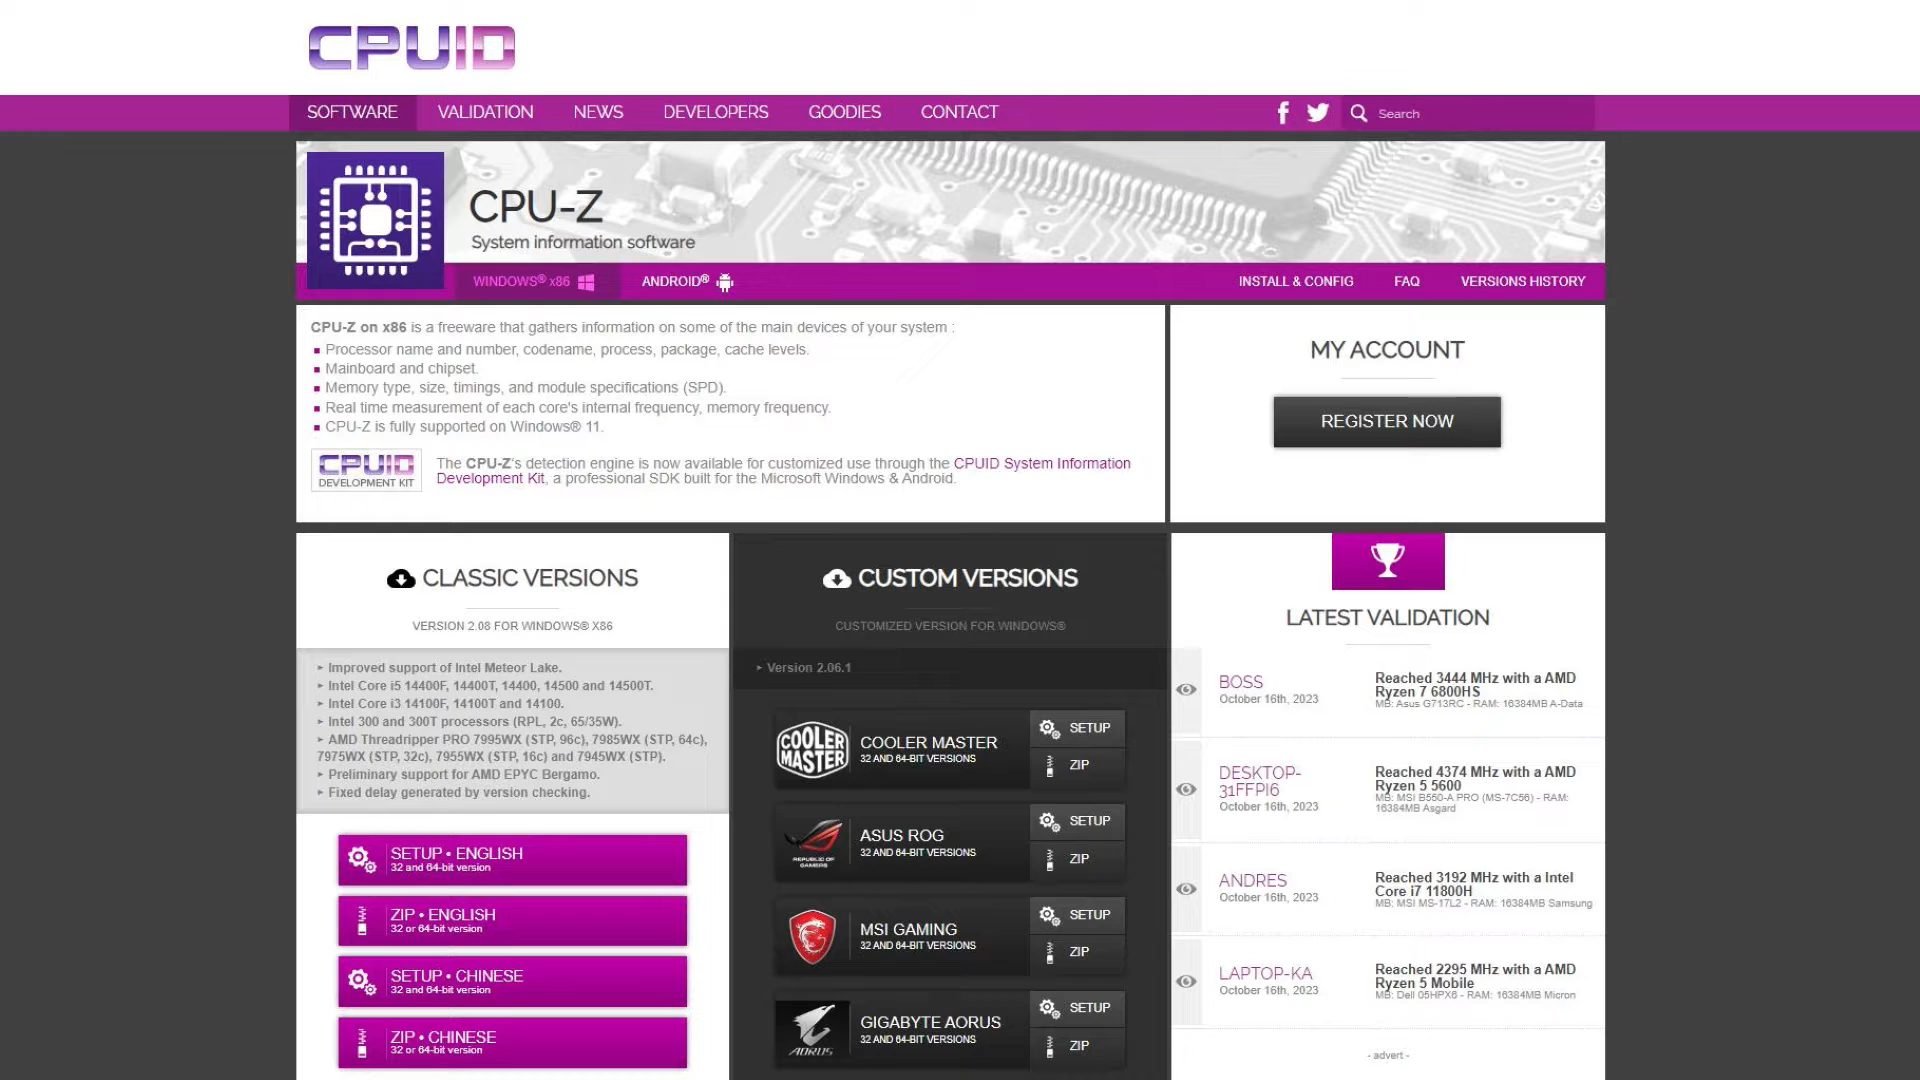 CPUID
SOFTWARE
VALIDATION
NEWS
DEVELOPERS
GOODIES
CONTACT
Search
CPU-Z
System information software
WINDOWS® x86
ANDROID®
INSTALL & CONFIG
FAQ
VERSIONS HISTORY
CPU-Z on x86 is a freeware that gathers information on some of the main devices of your system :
Processor name and number, codename, process, package, cache levels.
Mainboard and chipset.
Memory type, size, timings, and module specifications (SPD).
Real time measurement of each core's internal frequency, memory frequency.
CPU-Z is fully supported on Windows® 11.
CPUID
DEVELOPMENT KIT
The CPU-Z's detection engine is now available for customized use through the CPUID System Information
Development Kit, a professional SDK built for the Microsoft Windows & Android.
MY ACCOUNT
REGISTER NOW
CLASSIC VERSIONS
VERSION 2.08 FOR WINDOWS® X86
Improved support of Intel Meteor Lake.
Intel Core i5 14400F, 14400T, 14400, 14500 and 14500T.
Intel Core i3 14100F, 14100T and 14100.
Intel 300 and 300T processors (RPL, 2c, 65/35W).
AMD Threadripper PRO 7995WX (STP, 96c), 7985WX (STP, 64c),
7975WX (STP, 32c), 7955WX (STP, 16c) and 7945WX (STP).
Preliminary support for AMD EPYC Bergamo.
Fixed delay generated by version checking.
SETUP • ENGLISH
32 and 64-bit version
ZIP • ENGLISH
32 or 64-bit version
SETUP • CHINESE
32 and 64-bit version
ZIP • CHINESE
32 or 64-bit version
CUSTOM VERSIONS
CUSTOMIZED VERSION FOR WINDOWS®
Version 2.06.1
COOLER
MASTER
COOLER MASTER
32 AND 64-BIT VERSIONS
SETUP
ZIP
REPUBLIC OF
GAMERS
ASUS ROG
32 AND 64-BIT VERSIONS
SETUP
ZIP
MSI GAMING
32 AND 64-BIT VERSIONS
SETUP
ZIP
AORUS
GIGABYTE AORUS
32 AND 64-BIT VERSIONS
SETUP
ZIP
LATEST VALIDATION
BOSS
October 16th, 2023
Reached 3444 MHz with a AMD
Ryzen 7 6800HS
MB: Asus G713RC - RAM: 16384MB A-Data
DESKTOP-
31FFPI6
October 16th, 2023
Reached 4374 MHz with a AMD
Ryzen 5 5600
MB: MSI B550-A PRO (MS-7C56) - RAM:
16384MB Asgard
ANDRES
October 16th, 2023
Reached 3192 MHz with a Intel
Core i7 11800H
MB: MSI MS-17L2 - RAM: 16384MB Samsung
LAPTOP-KA
October 16th, 2023
Reached 2295 MHz with a AMD
Ryzen 5 Mobile
MB: Dell 05HPX6 - RAM: 16384MB Micron
- advert -